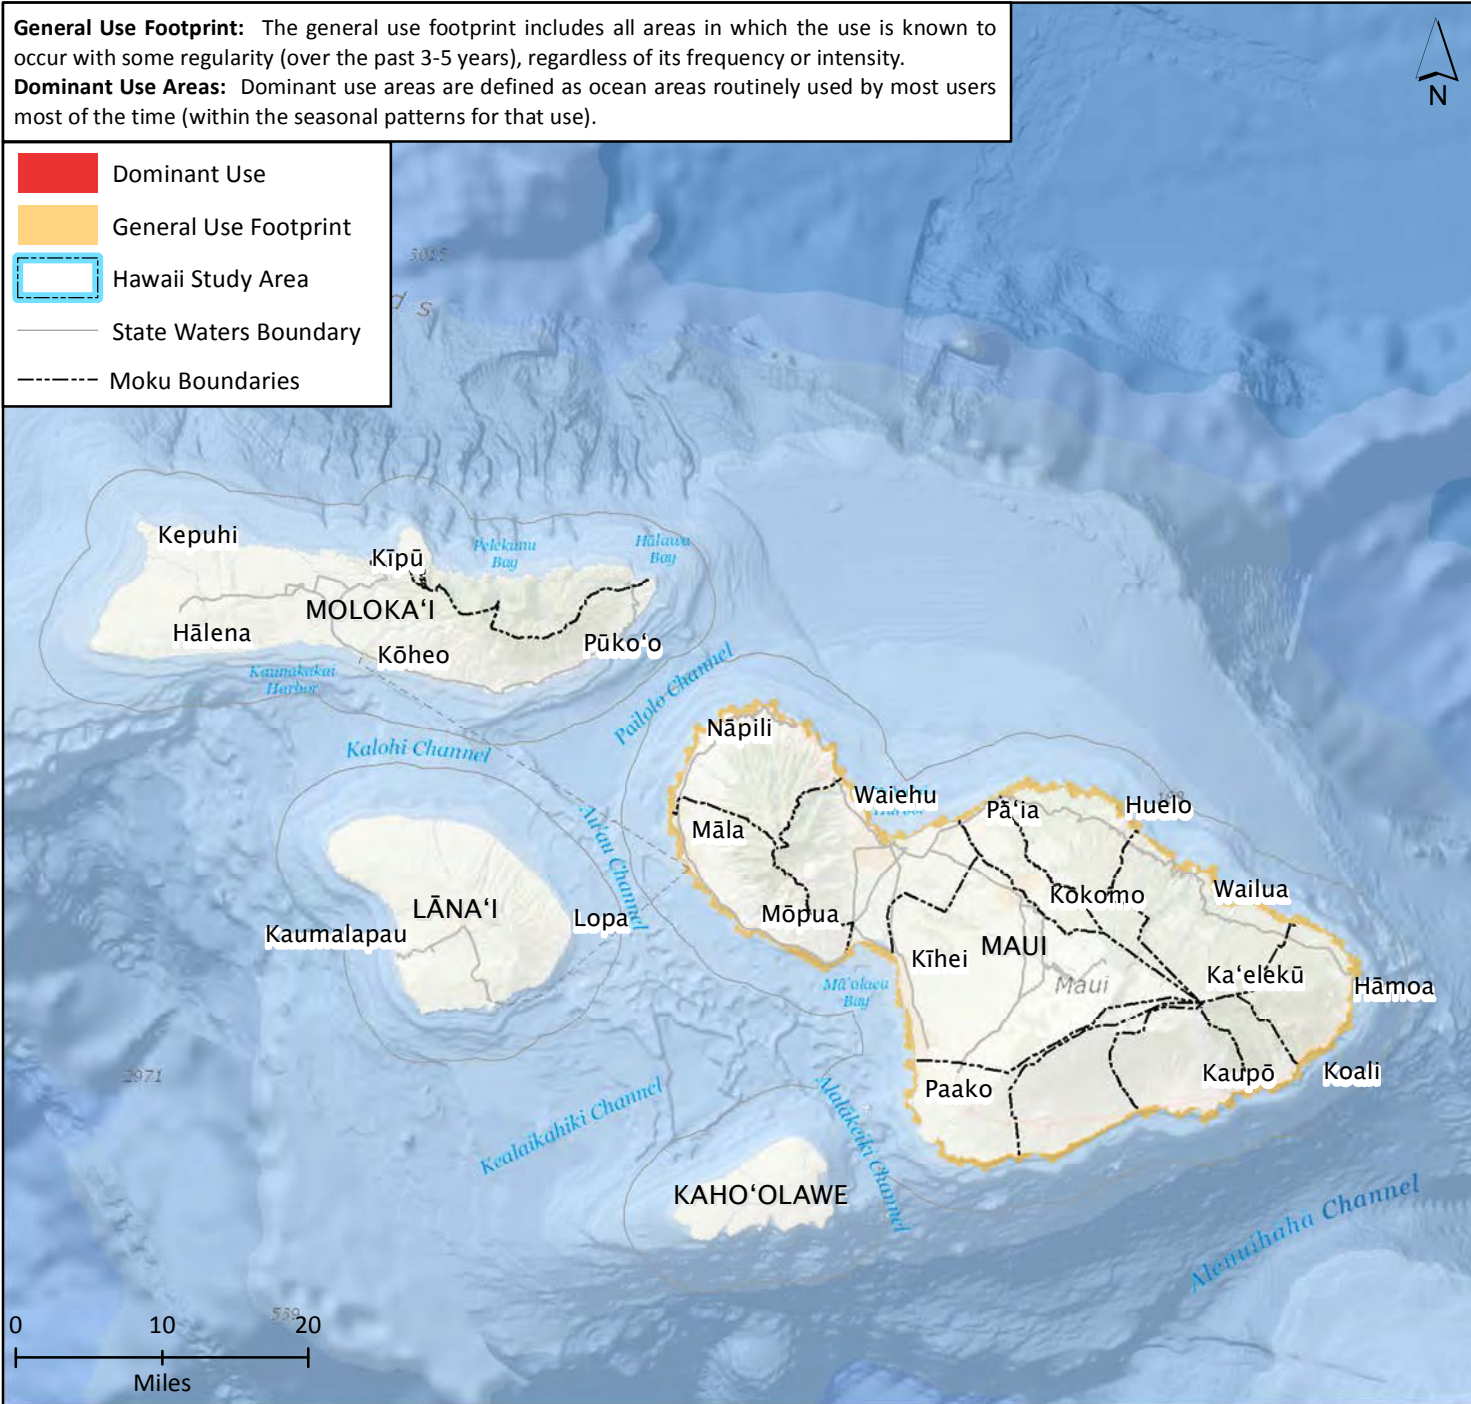 General Use Footprint: The general use footprint includes all areas in which the use is known to
occur with some regularity (over the past 3-5 years), regardless of its frequency or intensity.
Dominant Use Areas: Dominant use areas are defined as ocean areas routinely used by most users
most of the time (within the seasonal patterns for that use).
N
Dominant Use
General Use Footprint
Hawaii Study Area
State Waters Boundary
Moku Boundaries
3015
d s
Kepuhi
Kīpū
Pelekunu
Bay
Hālawa
Bay
MOLOKAʻI
Hālena
Kōheo
Pūkoʻo
Kaunakakai
Harbor
Pailolo Channel
Kalohi Channel
Nāpili
Waiehu
Māla
Pāʻia
Huelo
Auʻau Channel
Kokomo
Wailua
LĀNAʻI
Lopa
Mōpua
Kaumalapau
Kīhei
MAUI
Maui
Kaʻelekū
Hāmoa
Māʻalaea
Bay
2971
Paako
Kaupō
Koali
Kealaikahiki Channel
Alalākeiki Channel
KAHOʻOLAWE
Alenuihaha Channel
539
0 10 20
Miles